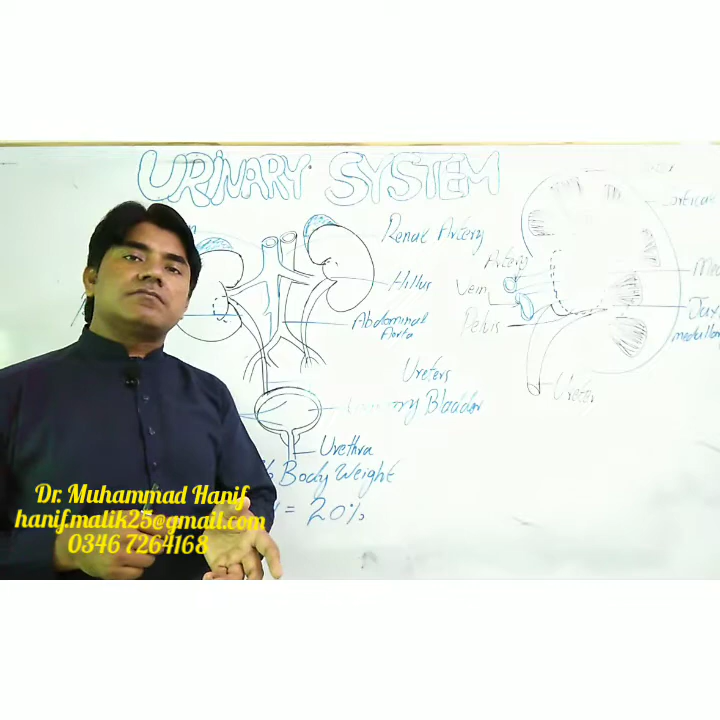 URINARY SYSTEM
Renal Artery
Hillus
Abdominal
Aorta
Ureters
Bladder
Urethra
Body Weight
= 20%
Artery
Vein
Pelvis
Ureter
Dr. Muhammad Hanif
hanif.malik25@gmail.com
0346 7264168